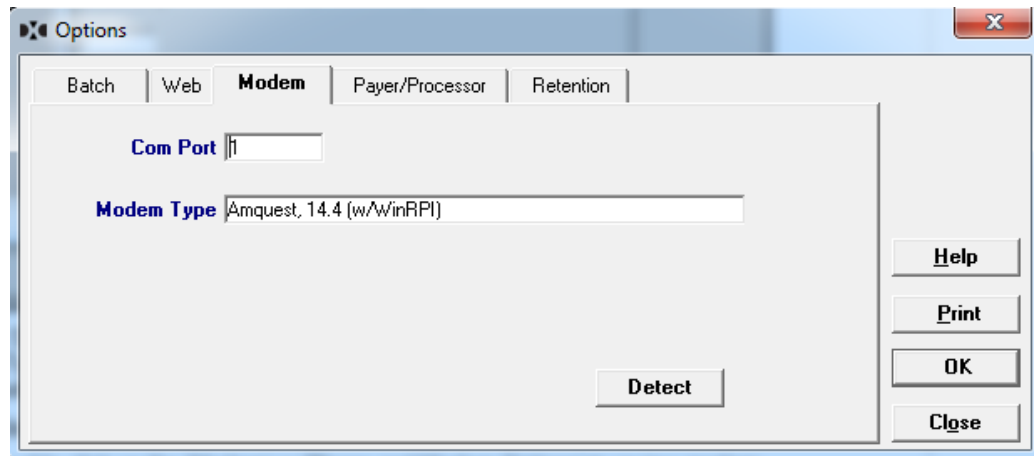 Options
Batch Web Modem Payer/Processor Retention
Com Port 1
Modem Type Amquest, 14.4 (w/WinRPI)
Help
Print
OK
Detect
Close